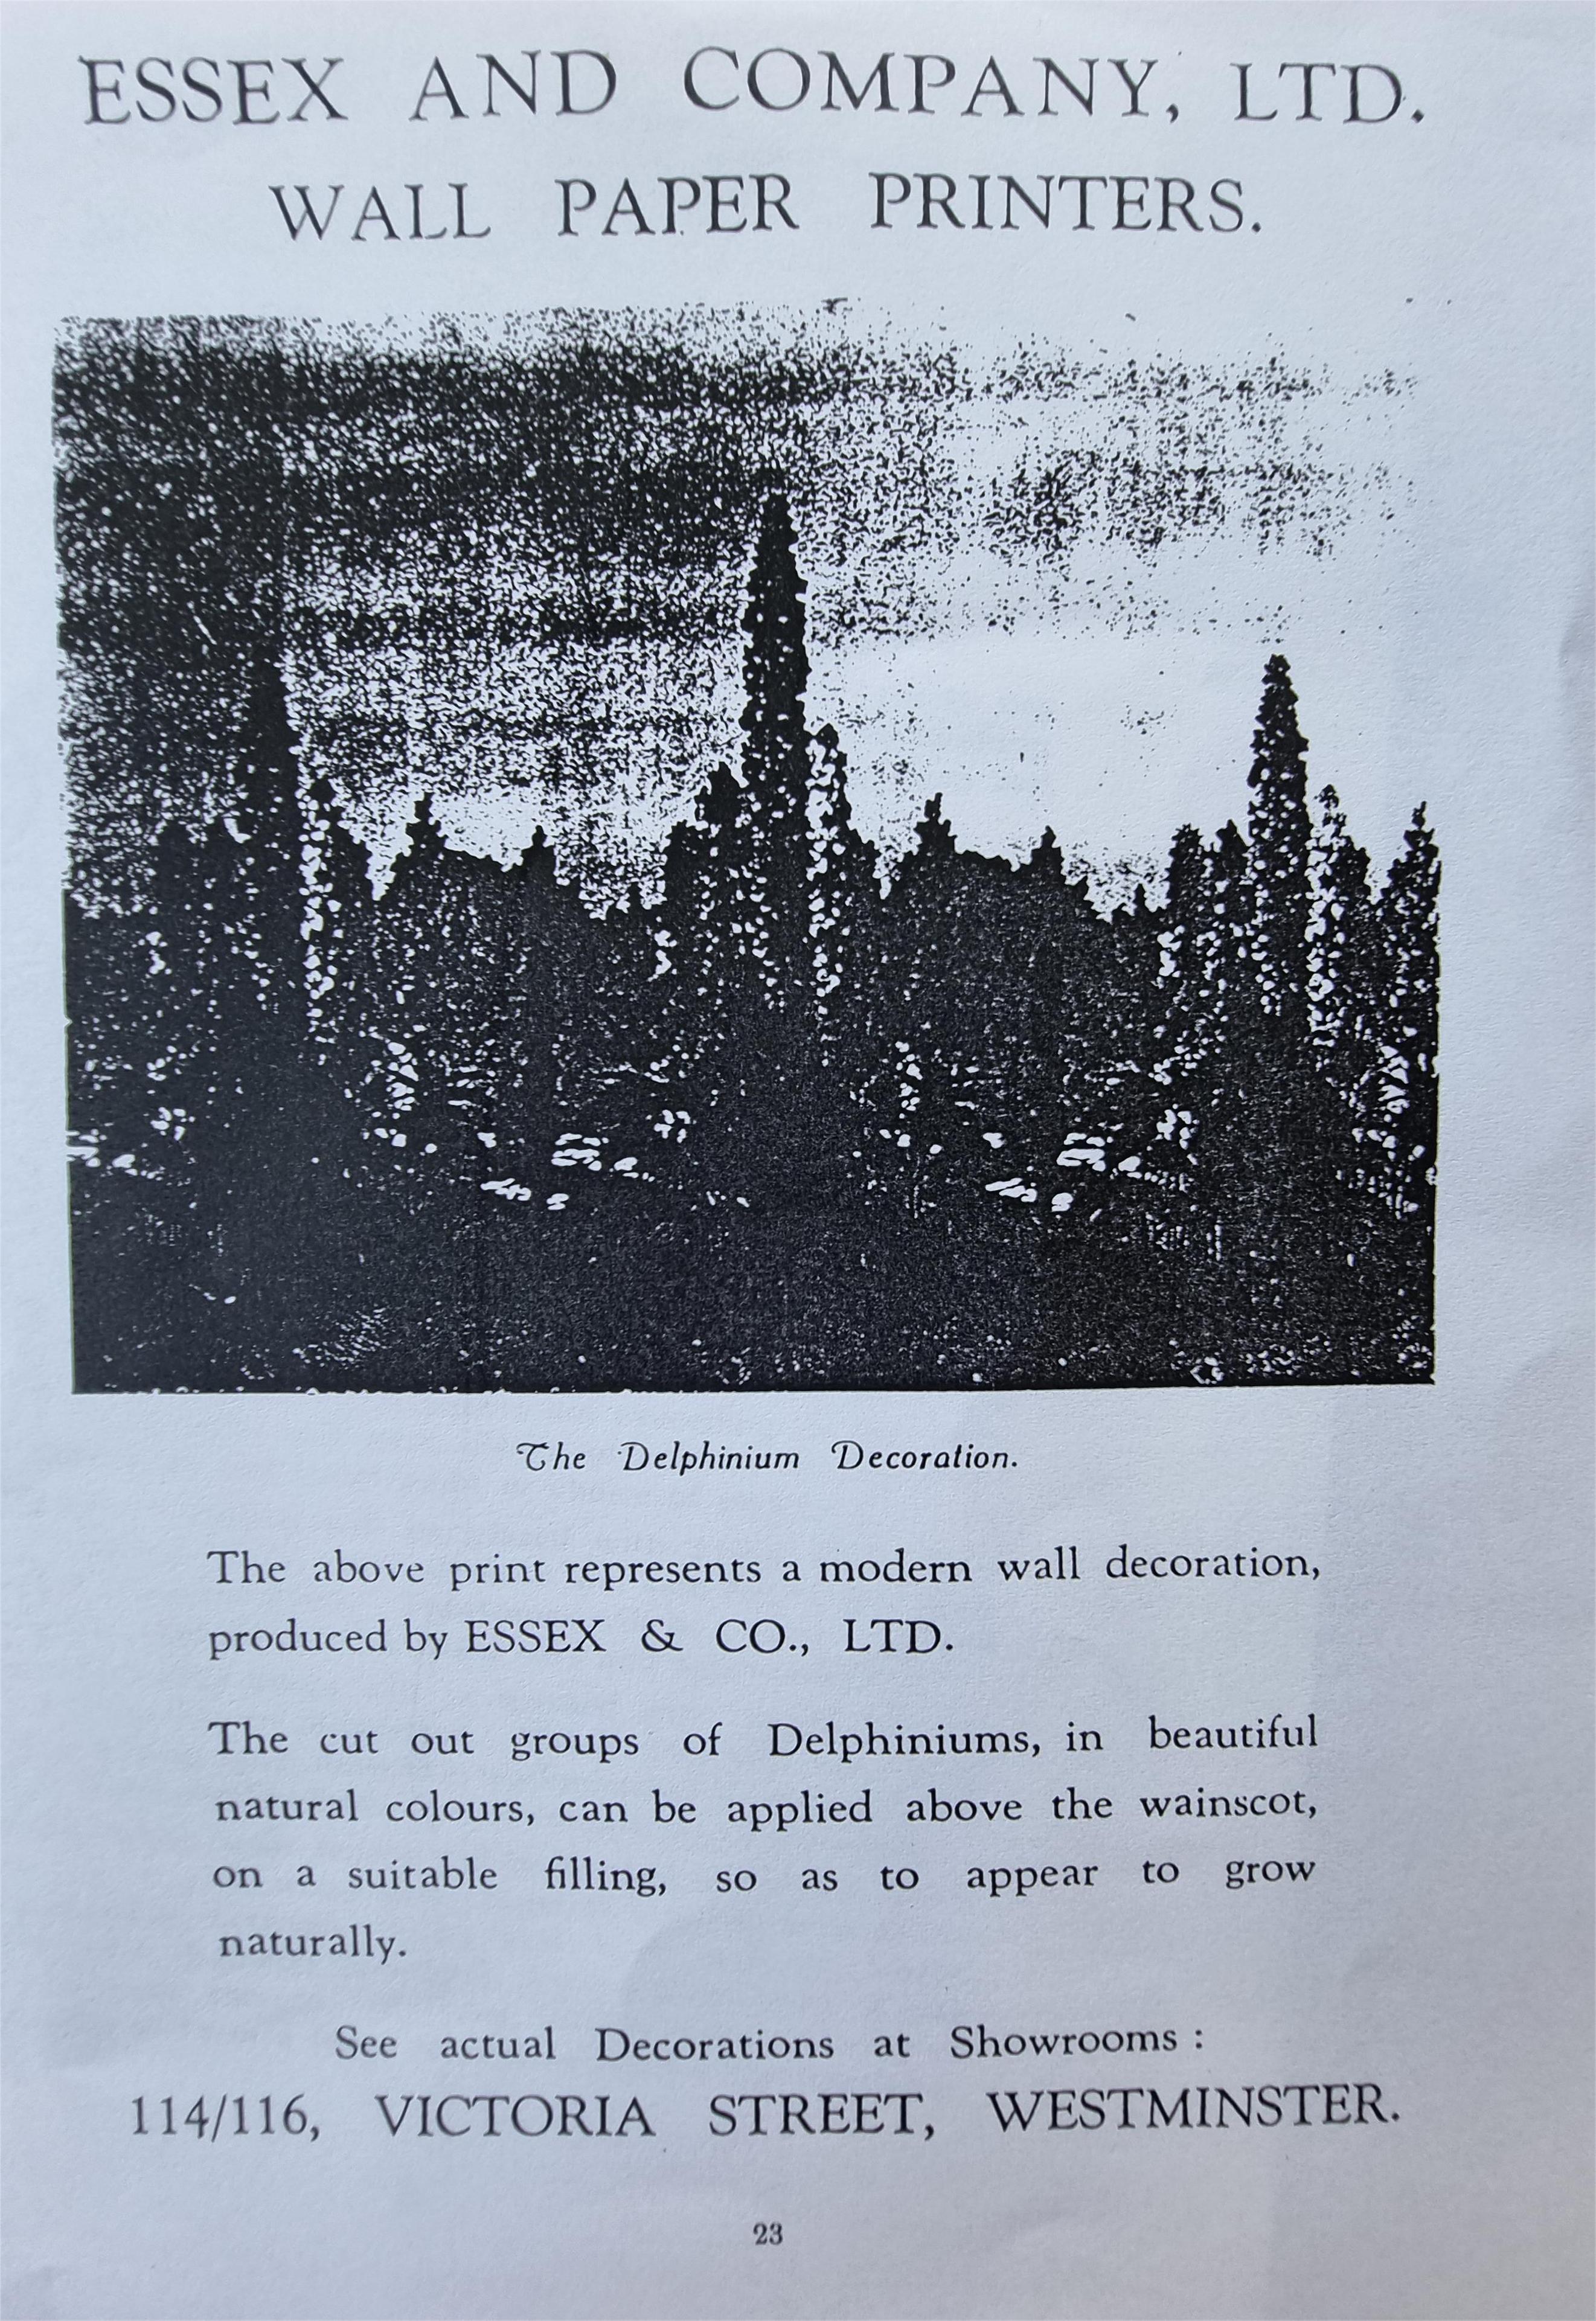 ESSEX AND COMPANY, LTD.
WALL PAPER PRINTERS.
The Delphinium Decoration.
The above print represents a modern wall decoration,
produced by ESSEX & CO., LTD.
The cut out groups of Delphiniums, in beautiful
natural colours, can be applied above the wainscot,
on a suitable filling, so as to appear to grow
naturally.
See actual Decorations at Showrooms :
114/116, VICTORIA STREET, WESTMINSTER.
23